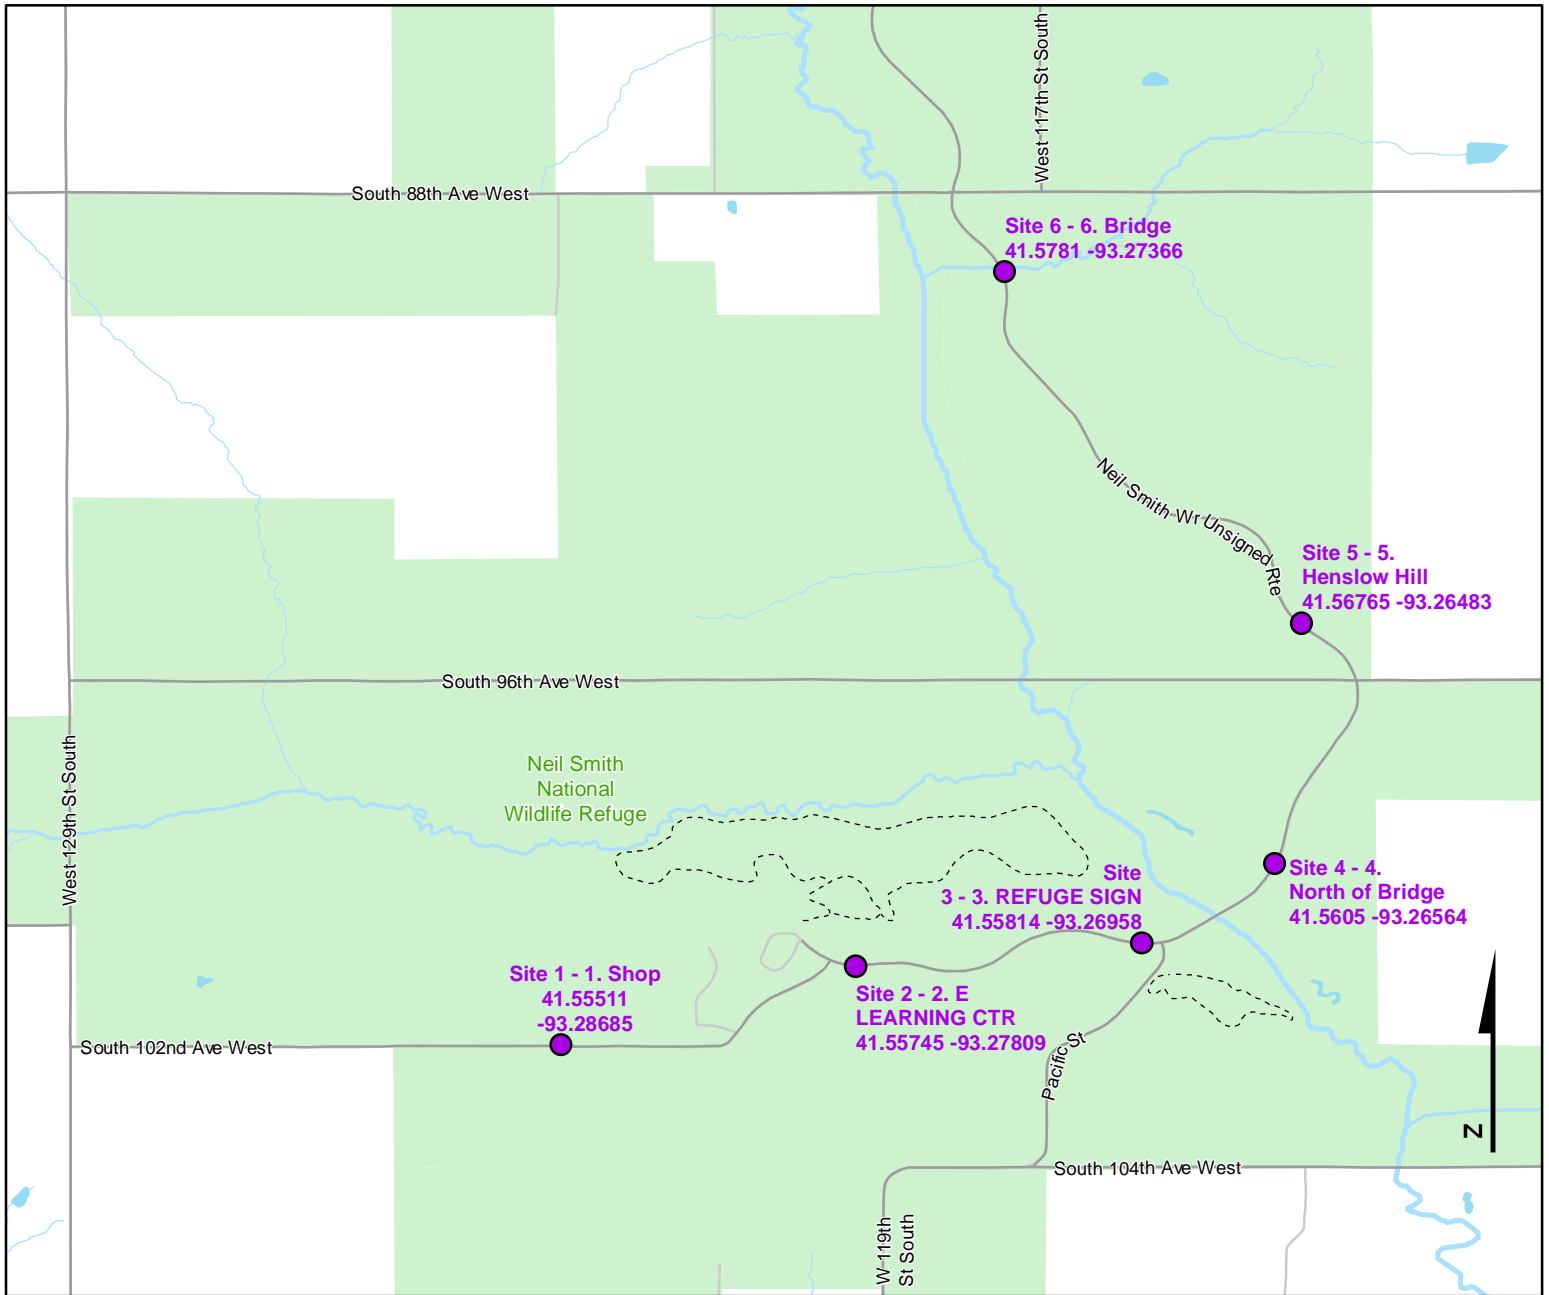 West 117th St South
South 88th Ave West
Site 6 - 6. Bridge
41.5781 -93.27366
Neil Smith Wr Unsigned Rte
Site 5 - 5.
Henslow Hill
41.56765 -93.26483
South 96th Ave West
West 129th St South
Neil Smith
National
Wildlife Refuge
Site
3 - 3. REFUGE SIGN
41.55814 -93.26958
Site 4 - 4.
North of Bridge
41.5605 -93.26564
Site 1 - 1. Shop
41.55511
-93.28685
Site 2 - 2. E
LEARNING CTR
41.55745 -93.27809
South 102nd Ave West
Pacific St
N
South 104th Ave West
W 119th
St South